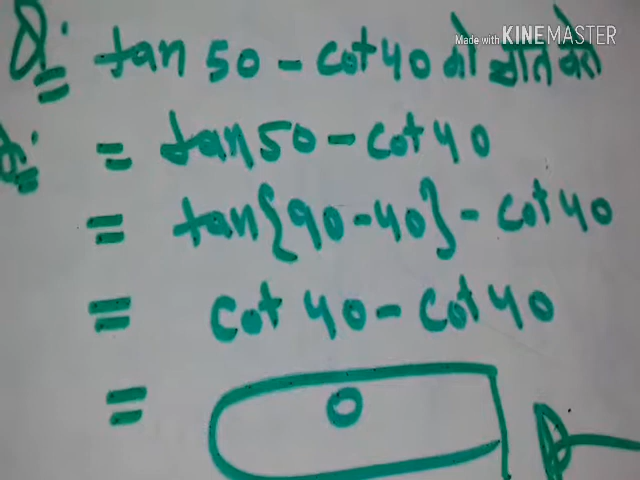 Made with KINEMASTER
Q:- tan 50 - cot 40 को ज्ञात करो
= tan 50 - cot 40
= tan{90-40} - cot 40
= cot 40 - cot 40
= 0